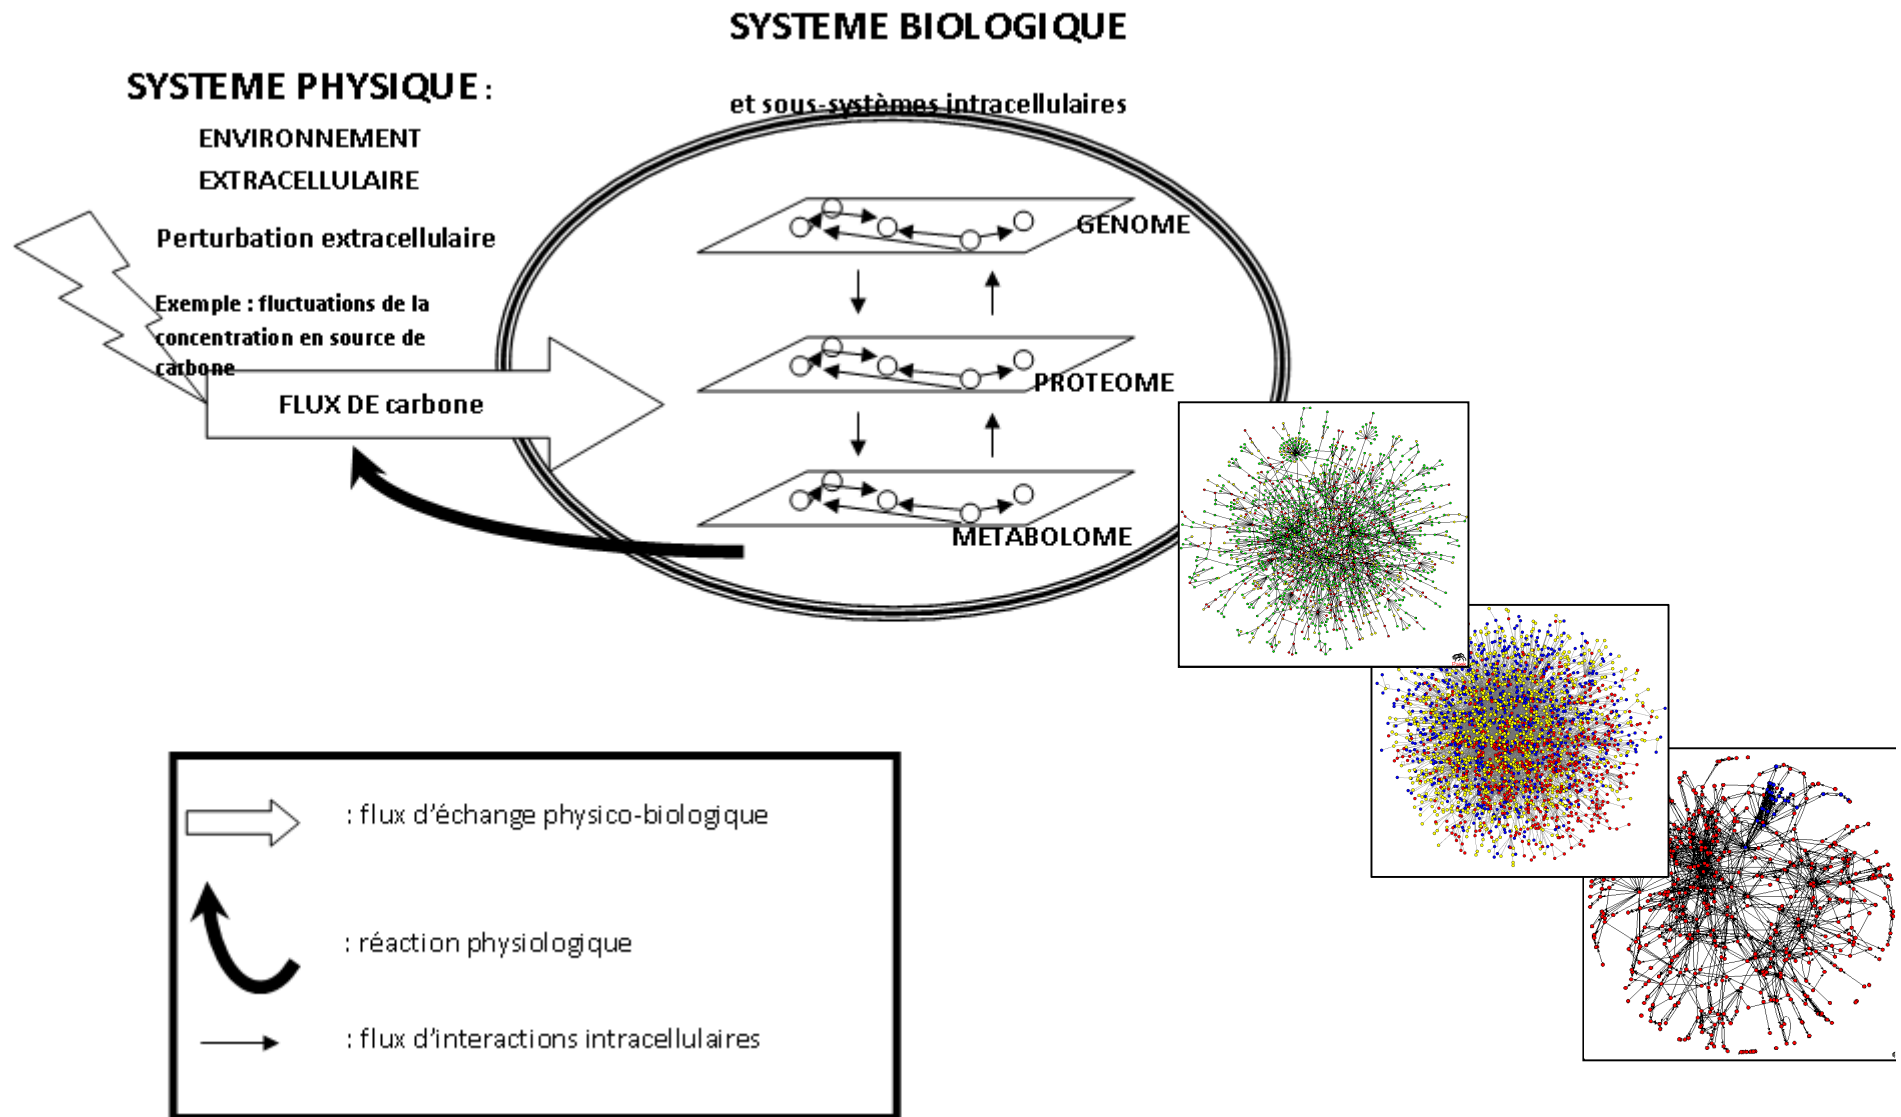 SYSTEME BIOLOGIQUE
et sous-systèmes intracellulaires
SYSTEME PHYSIQUE :
ENVIRONNEMENT
EXTRACELLULAIRE
Perturbation extracellulaire
Exemple : fluctuations de la
concentration en source de
carbone
FLUX DE carbone
GENOME
PROTEOME
METABOLOME
: flux d'échange physico-biologique
: réaction physiologique
: flux d'interactions intracellulaires